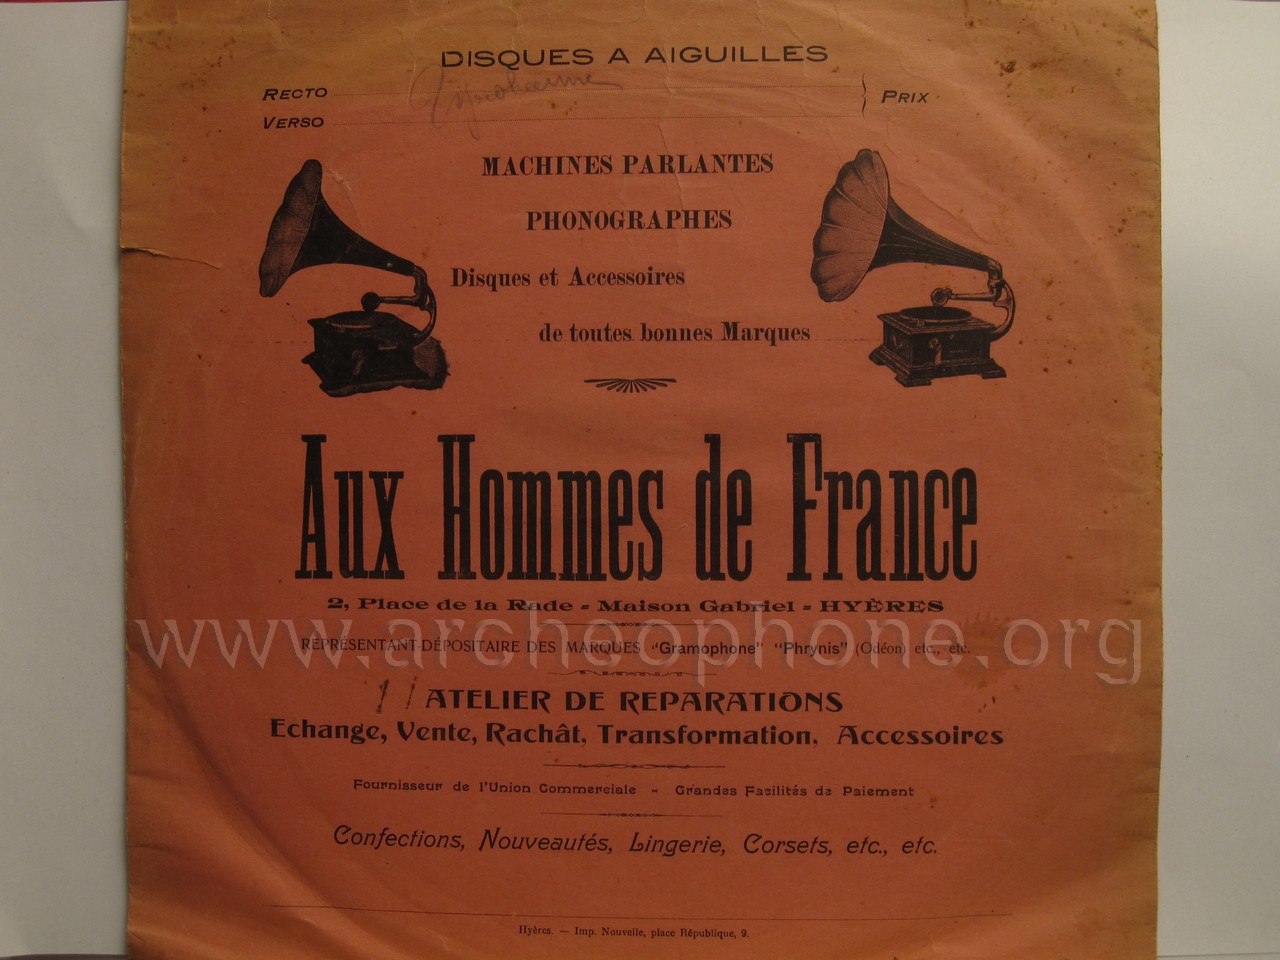 DISQUES A AIGUILLES
RECTO
VERSO
PRIX
MACHINES PARLANTES
PHONOGRAPHES
Disques et Accessoires
de toutes bonnes Marques
Aux Hommes de France
2, Place de la Rade - Maison Gabriel - HYÈRES
www.archeophone.org
REPRÉSENTANT-DÉPOSITAIRE DES MARQUES "Gramophone" "Phrynis" (Odéon) etc., etc.
ATELIER DE REPARATIONS
Echange, Vente, Rachât, Transformation, Accessoires
Fournisseur de l'Union Commerciale - Grandes Facilités de Paiement
Confections, Nouveautés, Lingerie, Corsets, etc., etc.
Hyères. — Imp. Nouvelle, place République, 9.